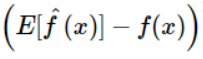 (E[f̂ (x)] − f(x))